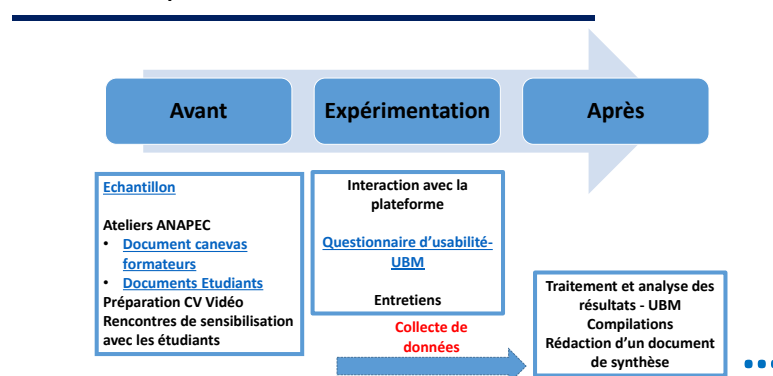 Avant
Expérimentation
Après
Echantillon
Ateliers ANAPEC
• Document canevas
formateurs
• Documents Etudiants
Préparation CV Vidéo
Rencontres de sensibilisation
avec les étudiants
Interaction avec la
plateforme
Questionnaire d’usabilité-
UBM
Entretiens
Collecte de
données
Traitement et analyse des
résultats - UBM
Compilations
Rédaction d’un document
de synthèse